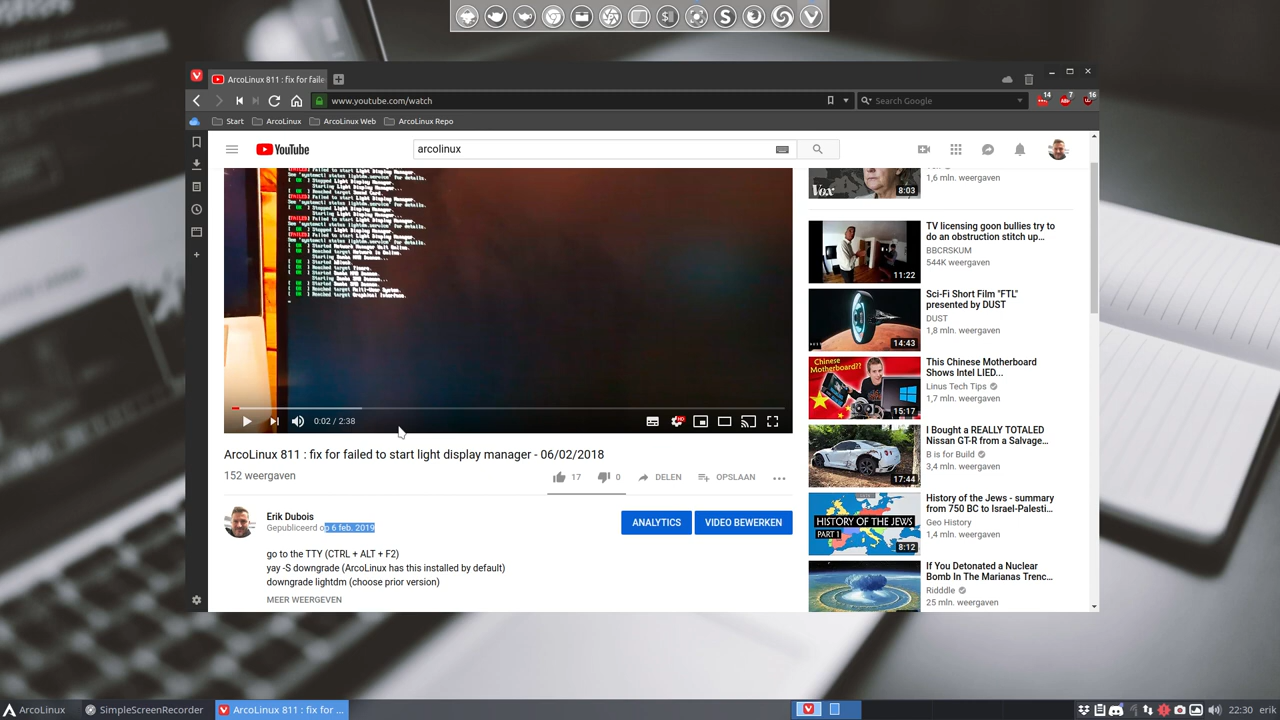 ArcoLinux 811 : fix for faile
www.youtube.com/watch
Search Google
14
7
16
Start
ArcoLinux
ArcoLinux Web
ArcoLinux Repo
YouTube
arcolinux
0:02 / 2:38
HD
ArcoLinux 811 : fix for failed to start light display manager - 06/02/2018
152 weergaven
17
0
DELEN
OPSLAAN
Erik Dubois
Gepubliceerd op 6 feb. 2019
ANALYTICS
VIDEO BEWERKEN
go to the TTY (CTRL + ALT + F2)
yay -S downgrade (ArcoLinux has this installed by default)
downgrade lightdm (choose prior version)
MEER WEERGEVEN
Vox
8:03
1,6 mln. weergaven
11:22
TV licensing goon bullies try to
do an obstruction stitch up...
BBCRSKUM
544K weergaven
14:43
Sci-Fi Short Film "FTL"
presented by DUST
DUST
1,8 mln. weergaven
Chinese
Motherboard??
15:17
This Chinese Motherboard
Shows Intel LIED...
Linus Tech Tips
1,7 mln. weergaven
17:44
I Bought a REALLY TOTALED
Nissan GT-R from a Salvage...
B is for Build
3,4 mln. weergaven
HISTORY OF THE JEWS
PART 1
8:12
History of the Jews - summary
from 750 BC to Israel-Palesti...
Geo History
1,4 mln. weergaven
If You Detonated a Nuclear
Bomb In The Marianas Trenc...
Ridddle
25 mln. weergaven
ArcoLinux
SimpleScreenRecorder
ArcoLinux 811 : fix for ...
22:30
erik